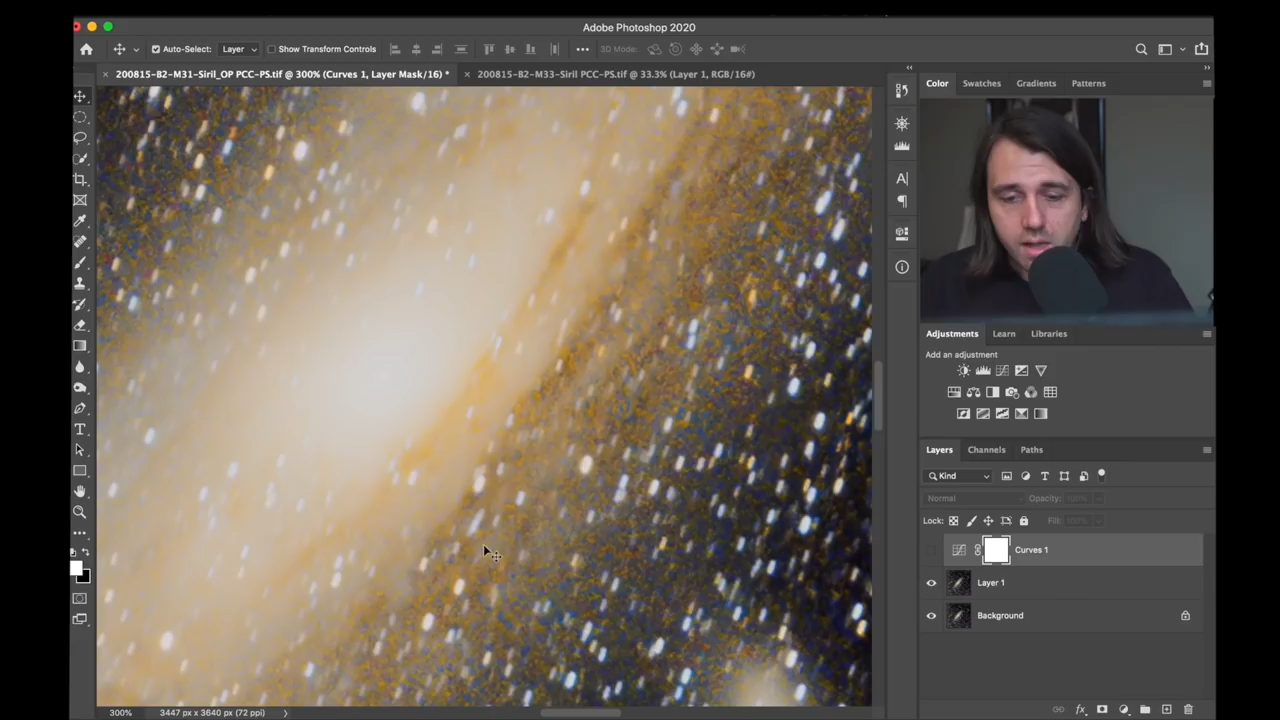 Adobe Photoshop 2020
Auto-Select: Layer Show Transform Controls 3D Mode:
200815-B2-M31-Siril_OP PCC-PS.tif @ 300% (Curves 1, Layer Mask/16) * 200815-B2-M33-Siril PCC-PS.tif @ 33.3% (Layer 1, RGB/16#)
Color Swatches Gradients Patterns
Adjustments Learn Libraries
Add an adjustment
Layers Channels Paths
Kind
Normal Opacity: 100%
Lock: Fill: 100%
Curves 1
Layer 1
Background
300% 3447 px x 3640 px (72 ppi)